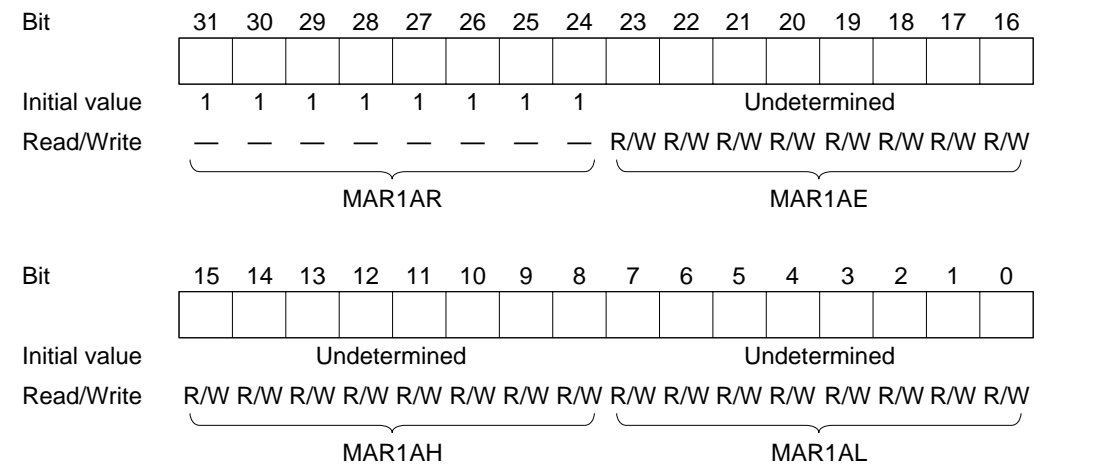 Bit 31 30 29 28 27 26 25 24 23 22 21 20 19 18 17 16
Initial value 1 1 1 1 1 1 1 1 Undetermined
Read/Write — — — — — — — — R/W R/W R/W R/W R/W R/W R/W R/W
MAR1AR MAR1AE
Bit 15 14 13 12 11 10 9 8 7 6 5 4 3 2 1 0
Initial value Undetermined Undetermined
Read/Write R/W R/W R/W R/W R/W R/W R/W R/W R/W R/W R/W R/W R/W R/W R/W R/W
MAR1AH MAR1AL